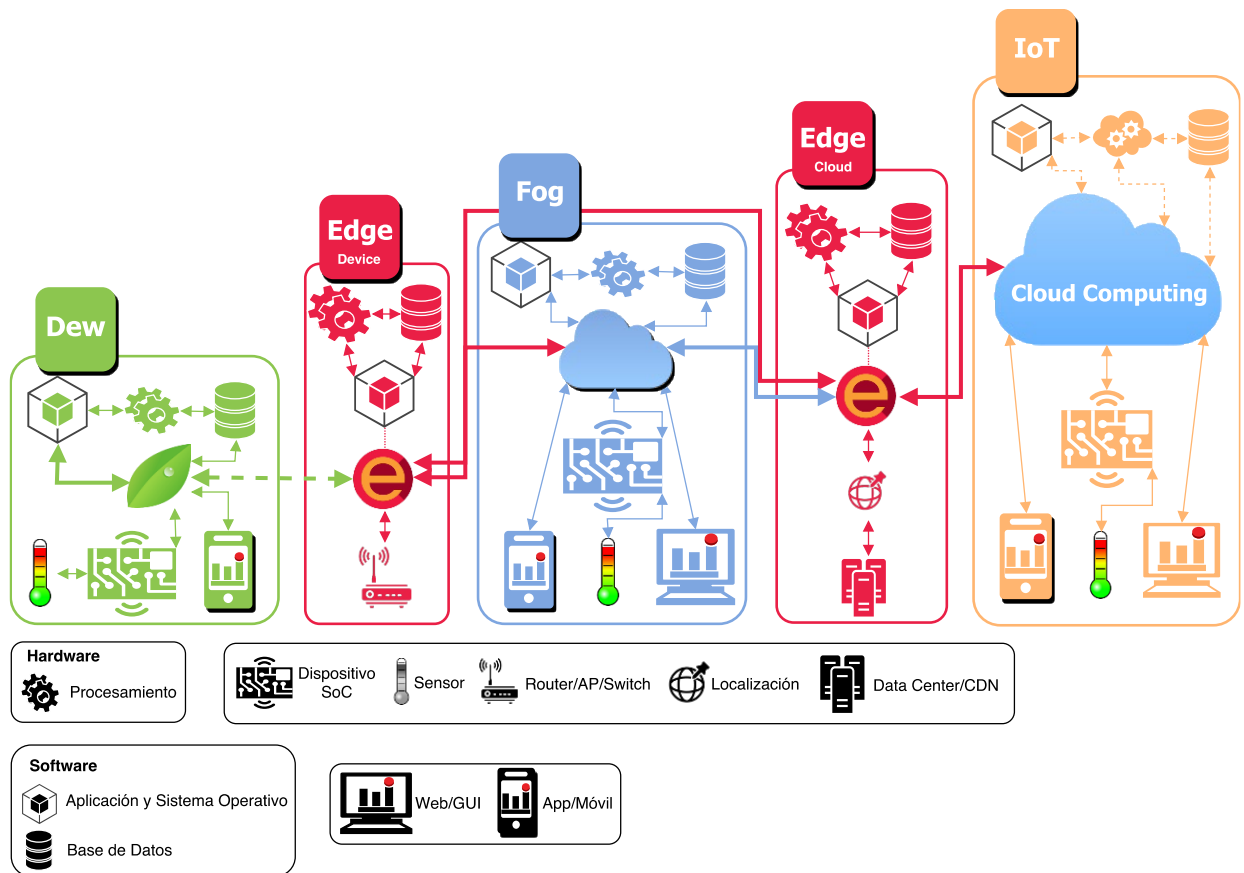 IoT
Edge
Cloud
Fog
Edge
Device
Dew
Cloud Computing
e
e
Hardware
Procesamiento
Dispositivo
SoC
Sensor
Router/AP/Switch
Localización
Data Center/CDN
Software
Aplicación y Sistema Operativo
Base de Datos
Web/GUI
App/Móvil